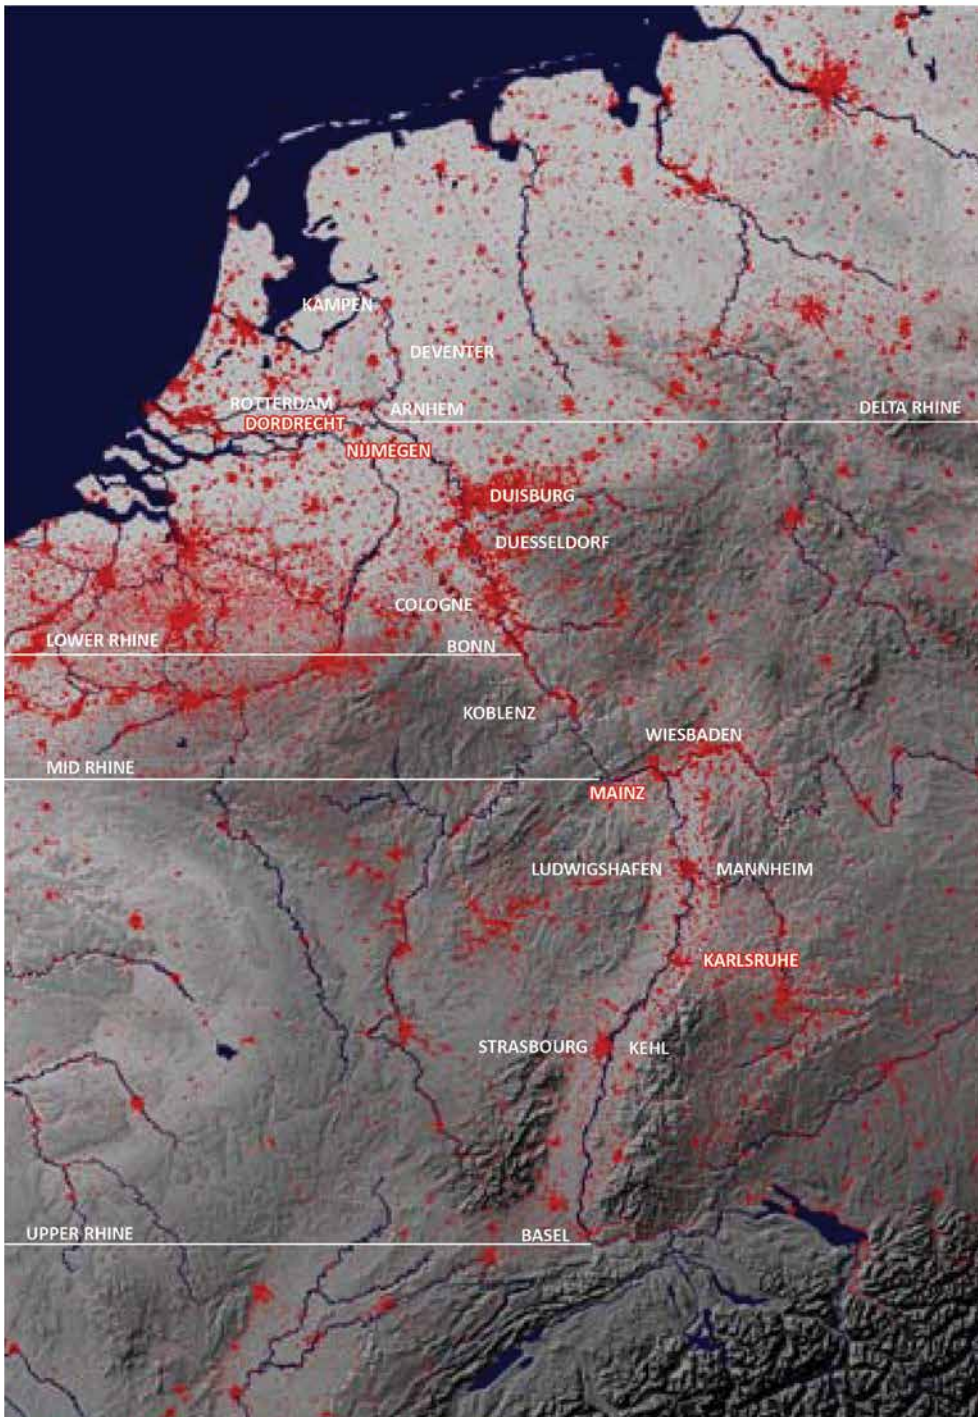 KAMPEN
DEVENTER
ROTTERDAM
ARNHEM
DELTA RHINE
DORDRECHT
NIJMEGEN
DUISBURG
DUESSELDORF
COLOGNE
LOWER RHINE
BONN
KOBLENZ
WIESBADEN
MID RHINE
MAINZ
LUDWIGSHAFEN
MANNHEIM
KARLSRUHE
STRASBOURG
KEHL
UPPER RHINE
BASEL